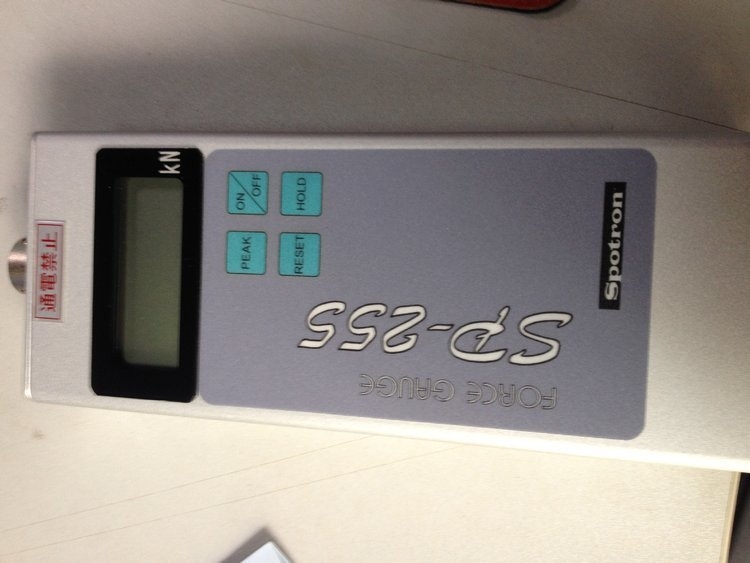 通電禁止
kN
ON/OFF
HOLD
PEAK
RESET
SP-255
FORCE GAUGE
Spotron